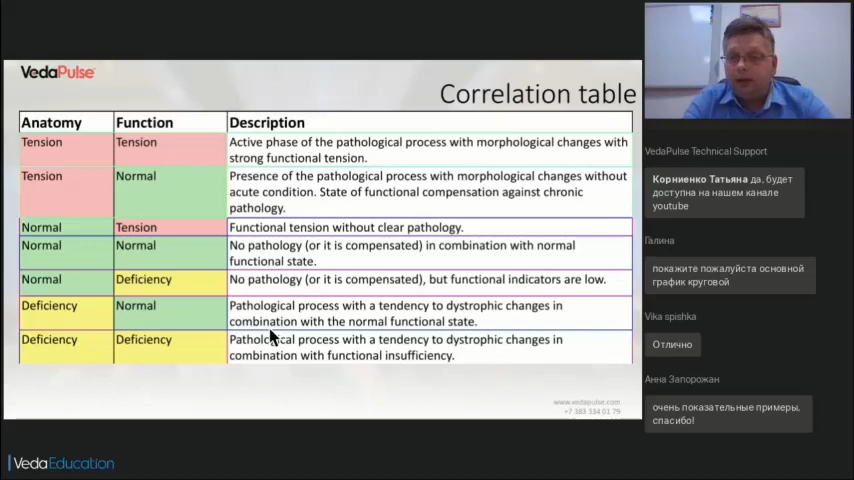 VedaPulse
Correlation table
Anatomy Function Description
Tension Tension Active phase of the pathological process with morphological changes with
strong functional tension.
Tension Normal Presence of the pathological process with morphological changes without
acute condition. State of functional compensation against chronic
pathology.
Normal Tension Functional tension without clear pathology.
Normal Normal No pathology (or it is compensated) in combination with normal
functional state.
Normal Deficiency No pathology (or it is compensated), but functional indicators are low.
Deficiency Normal Pathological process with a tendency to dystrophic changes in
combination with the normal functional state.
Deficiency Deficiency Pathological process with a tendency to dystrophic changes in
combination with functional insufficiency.
www.vedapulse.com
+7 383 334 01 79
VedaEducation
VedaPulse Technical Support
Корниенко Татьяна да, будет
доступна на нашем канале
youtube
Галина
покажите пожалуйста основной
график круговой
Vika spishka
Отлично
Анна Запорожан
очень показательные примеры,
спасибо!